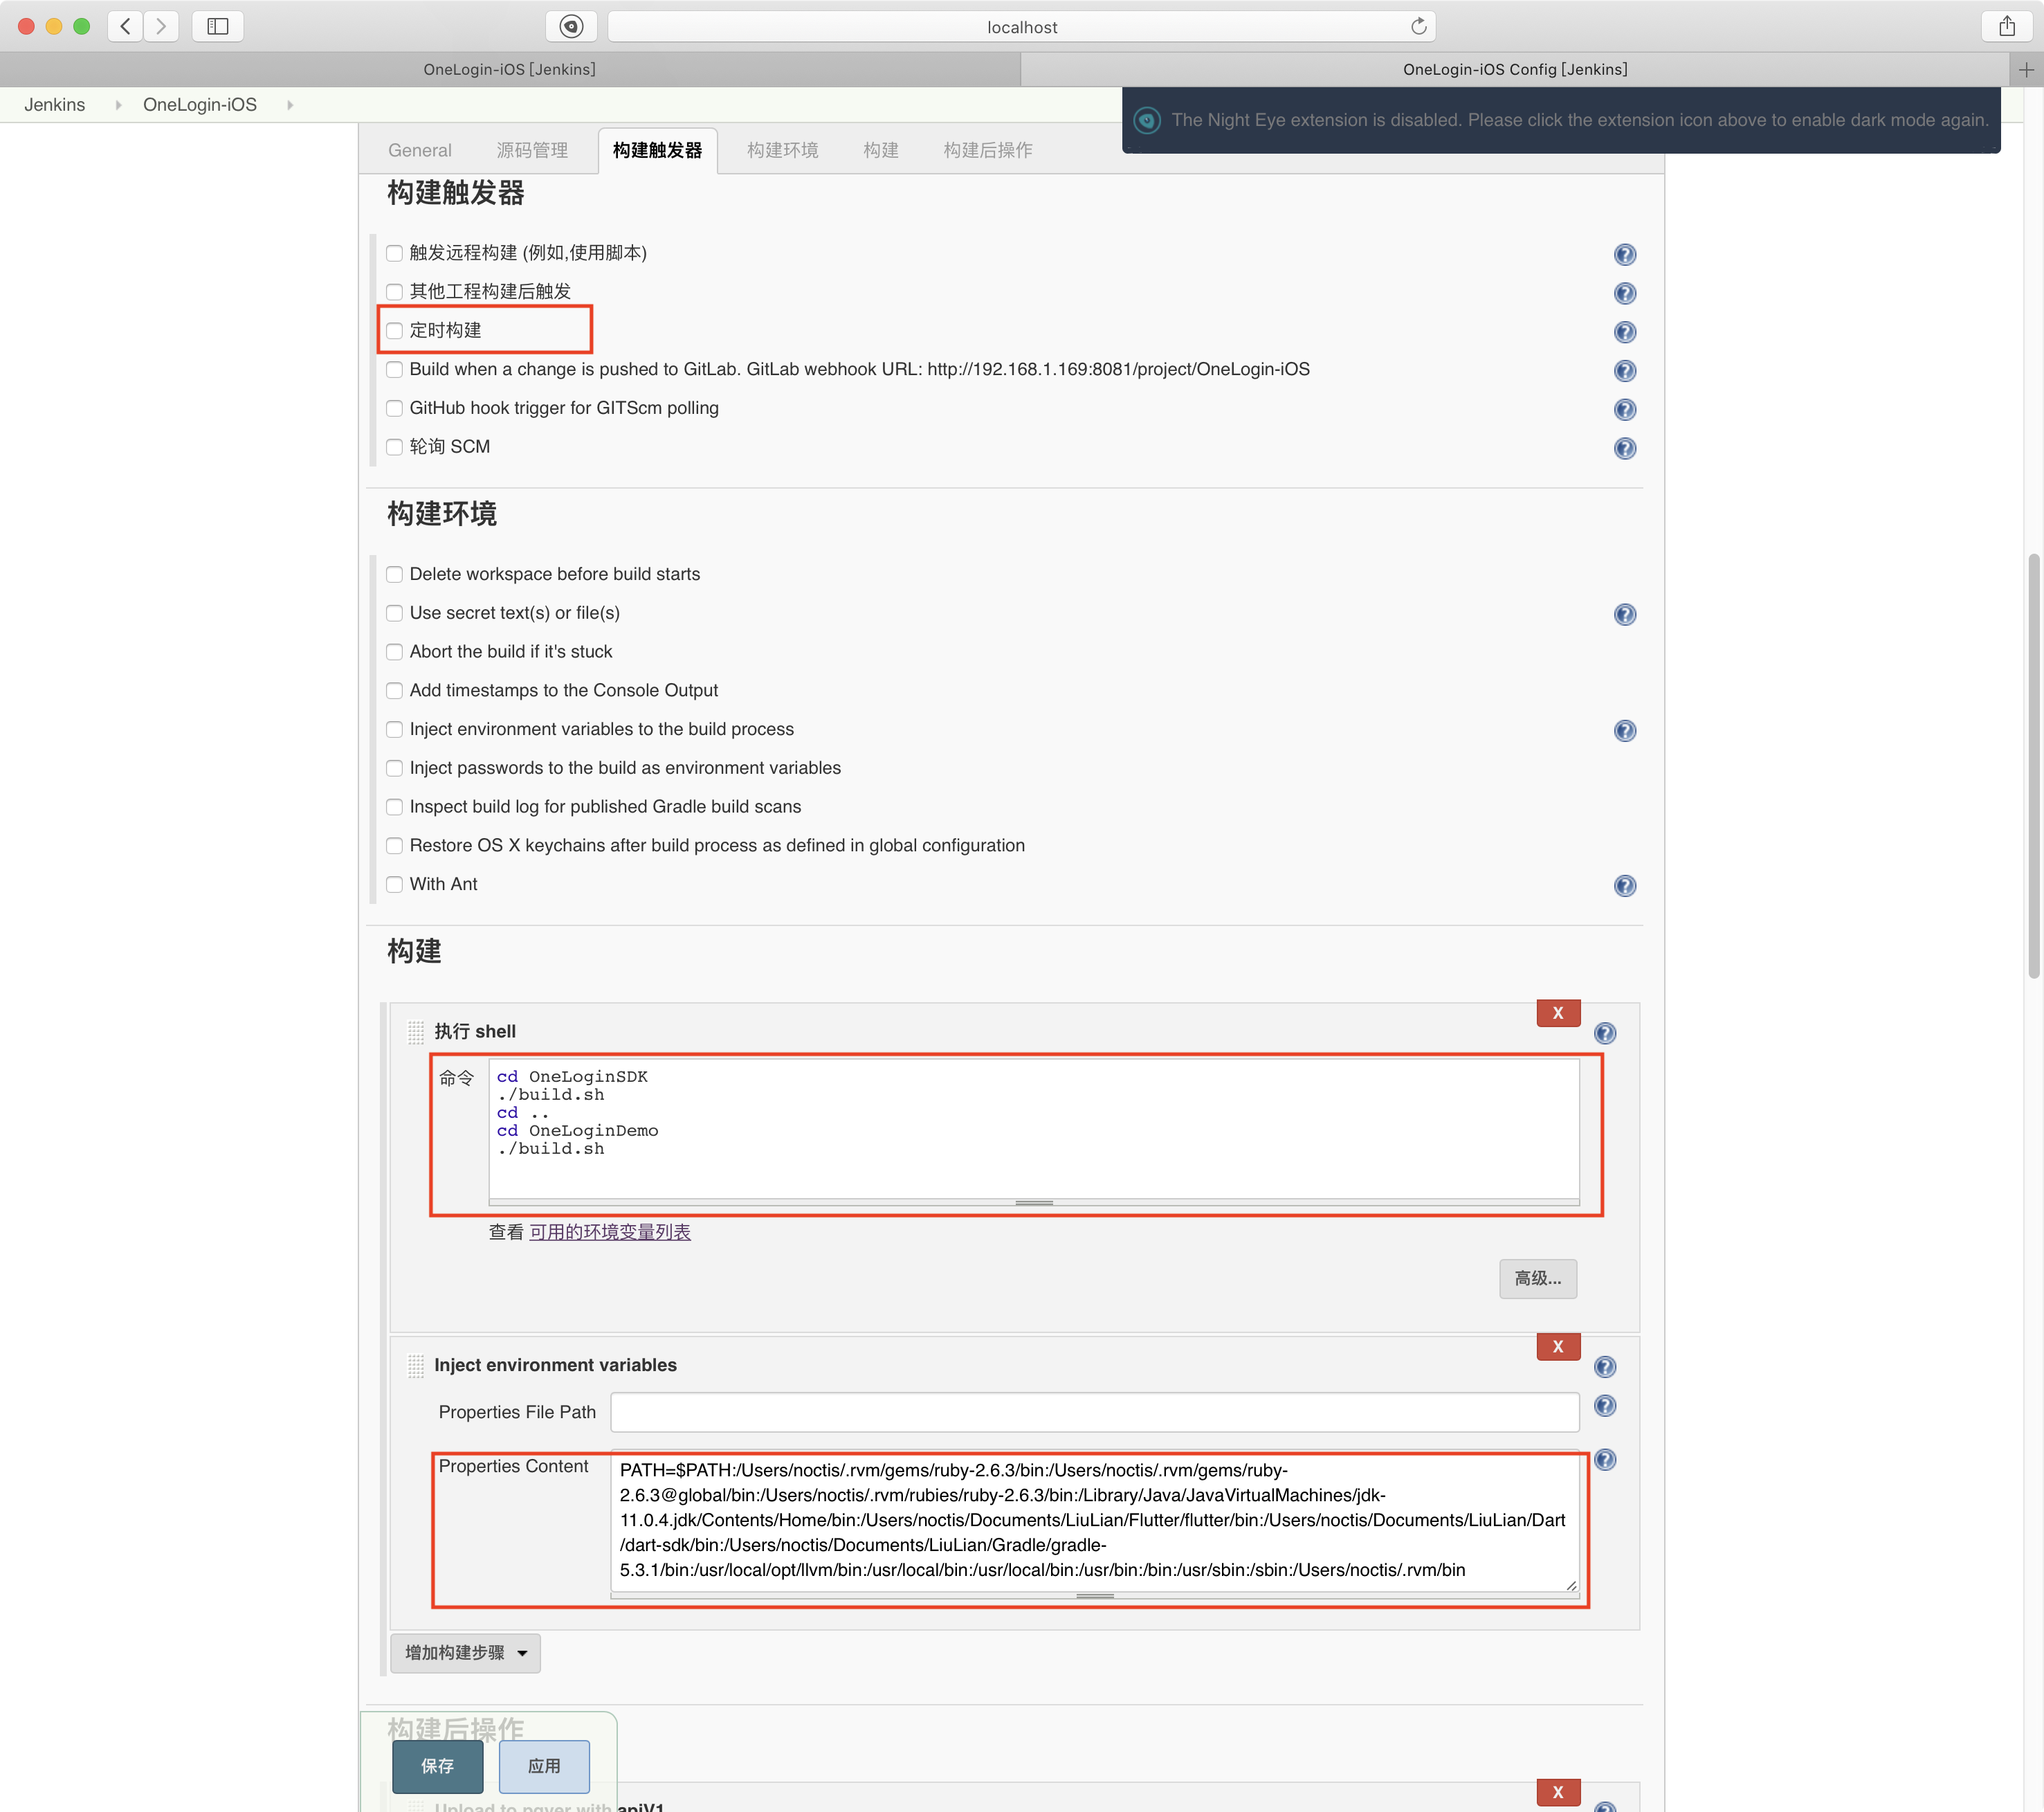 localhost
OneLogin-iOS [Jenkins]
OneLogin-iOS Config [Jenkins]
Jenkins
OneLogin-iOS
The Night Eye extension is disabled. Please click the extension icon above to enable dark mode again.
General
源码管理
构建触发器
构建环境
构建
构建后操作
构建触发器
触发远程构建 (例如,使用脚本)
其他工程构建后触发
定时构建
Build when a change is pushed to GitLab. GitLab webhook URL: http://192.168.1.169:8081/project/OneLogin-iOS
GitHub hook trigger for GITScm polling
轮询 SCM
构建环境
Delete workspace before build starts
Use secret text(s) or file(s)
Abort the build if it's stuck
Add timestamps to the Console Output
Inject environment variables to the build process
Inject passwords to the build as environment variables
Inspect build log for published Gradle build scans
Restore OS X keychains after build process as defined in global configuration
With Ant
构建
X
执行 shell
命令
cd OneLoginSDK
./build.sh
cd ..
cd OneLoginDemo
./build.sh
查看 可用的环境变量列表
高级...
X
Inject environment variables
Properties File Path
Properties Content
PATH=$PATH:/Users/noctis/.rvm/gems/ruby-2.6.3/bin:/Users/noctis/.rvm/gems/ruby-
2.6.3@global/bin:/Users/noctis/.rvm/rubies/ruby-2.6.3/bin:/Library/Java/JavaVirtualMachines/jdk-
11.0.4.jdk/Contents/Home/bin:/Users/noctis/Documents/LiuLian/Flutter/flutter/bin:/Users/noctis/Documents/LiuLian/Dart
/dart-sdk/bin:/Users/noctis/Documents/LiuLian/Gradle/gradle-
5.3.1/bin:/usr/local/opt/llvm/bin:/usr/local/bin:/usr/local/bin:/usr/bin:/bin:/usr/sbin:/sbin:/Users/noctis/.rvm/bin
增加构建步骤
构建后操作
保存
应用
X
Upload to pgyer with apiV1